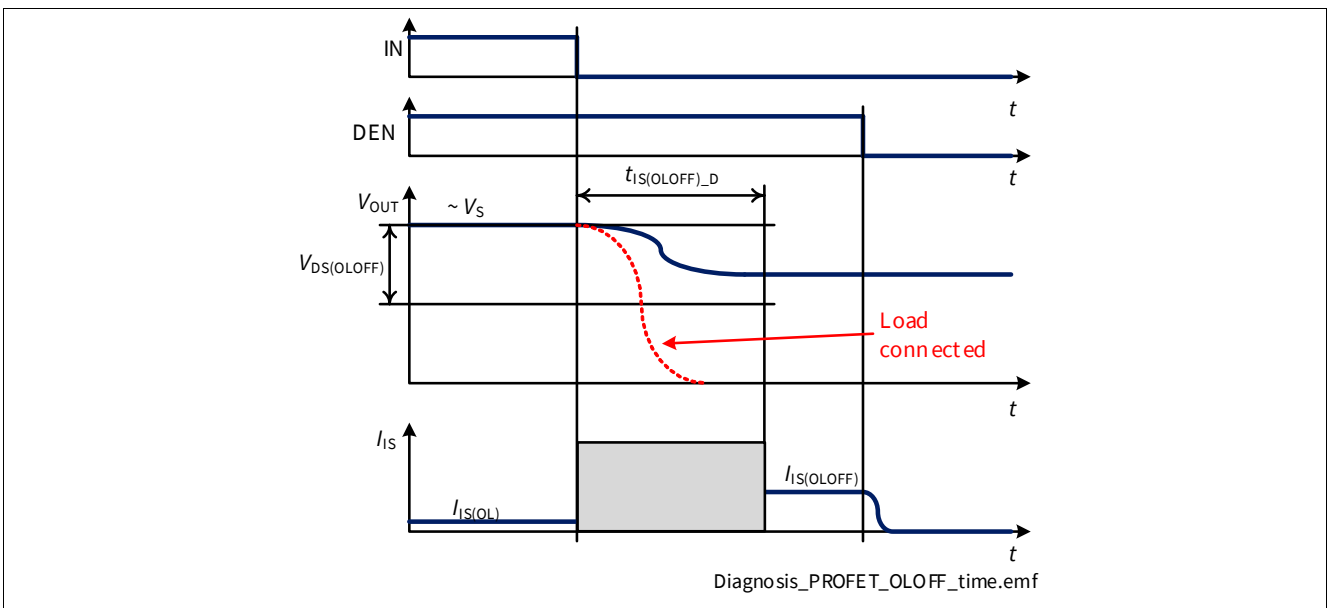 IN
t
DEN
t
tIS(OLOFF)_D
VOUT
~ VS
VDS(OLOFF)
Load
connected
t
IIS
IIS(OLOFF)
IIS(OL)
t
Diagnosis_PROFET_OLOFF_time.emf